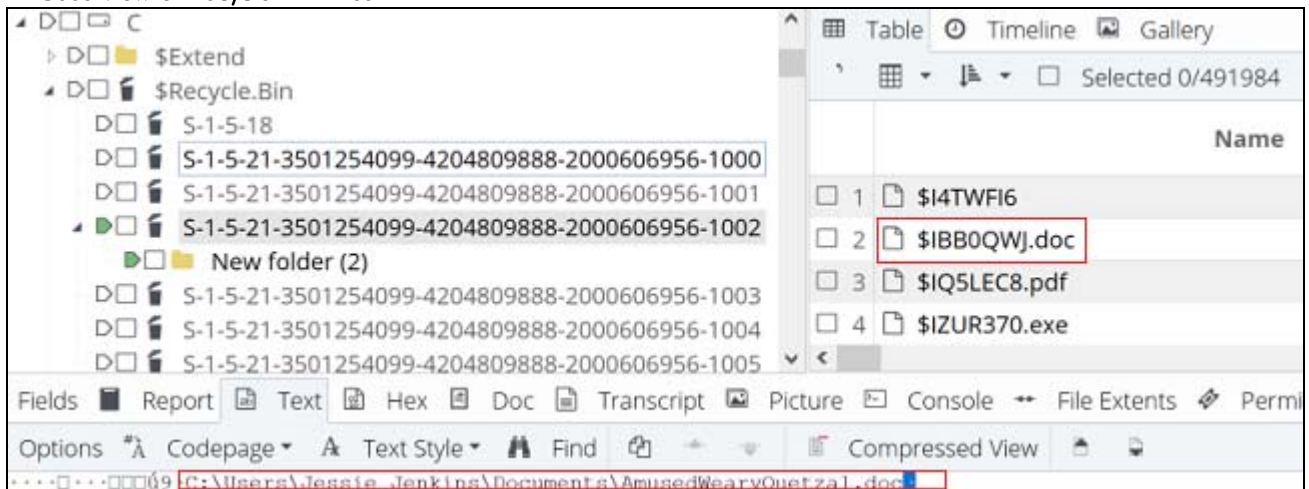 C
$Extend
$Recycle.Bin
S-1-5-18
S-1-5-21-3501254099-4204809888-2000606956-1000
S-1-5-21-3501254099-4204809888-2000606956-1001
S-1-5-21-3501254099-4204809888-2000606956-1002
New folder (2)
S-1-5-21-3501254099-4204809888-2000606956-1003
S-1-5-21-3501254099-4204809888-2000606956-1004
S-1-5-21-3501254099-4204809888-2000606956-1005
Table Timeline Gallery
Selected 0/491984
Name
1 $I4TWFI6
2 $IBB0QWJ.doc
3 $IQ5LEC8.pdf
4 $IZUR370.exe
Fields Report Text Hex Doc Transcript Picture Console File Extents Permi
Options Codepage Text Style Find Compressed View
C:\Users\Jessie Jenkins\Documents\AmusedWearyQuetzal.doc